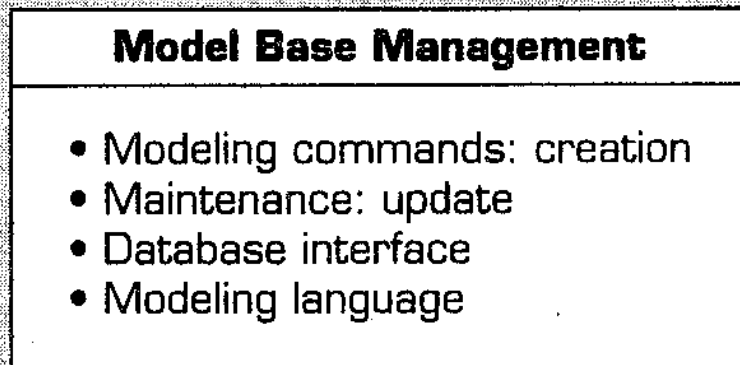 Model Base Management
• Modeling commands: creation
• Maintenance: update
• Database interface
• Modeling language